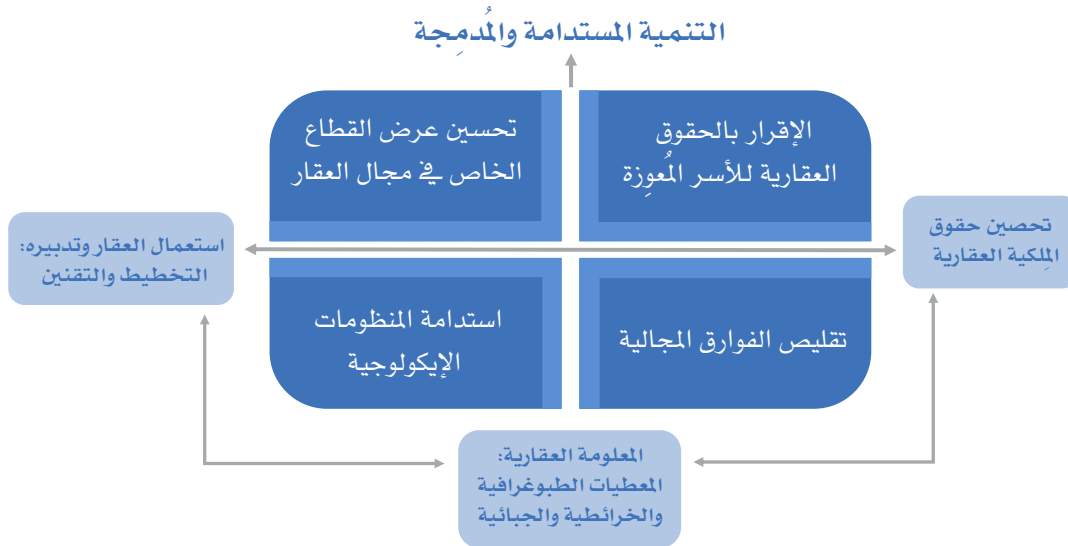 التنمية المستدامة والمُدمِجة
الإقرار بالحقوق
العقارية للأسر المُعوِزة
تحسين عرض القطاع
الخاص في مجال العقار
تحصين حقوق
المِلكية العقارية
استعمال العقار وتدبيره:
التخطيط والتقنين
تقليص الفوارق المجالية
استدامة المنظومات
الإيكولوجية
المعلومة العقارية:
المعطيات الطبوغرافية
والخرائطية والجبائية